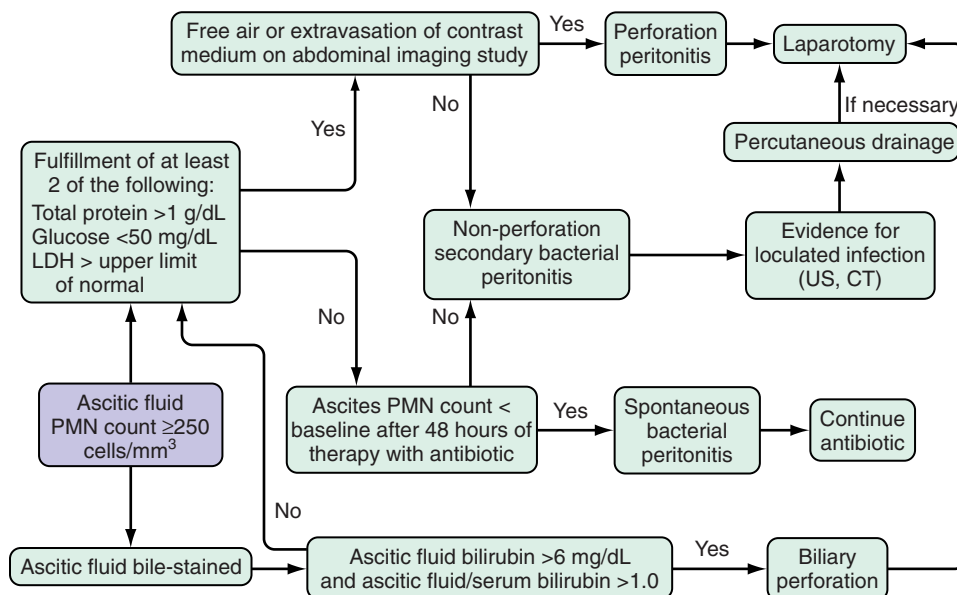 Free air or extravasation of contrast
medium on abdominal imaging study
Yes
Perforation
peritonitis
Laparotomy
No
Yes
If necessary
Percutaneous drainage
Fulfillment of at least
2 of the following:
Total protein >1 g/dL
Glucose <50 mg/dL
LDH > upper limit
of normal
Non-perforation
secondary bacterial
peritonitis
Evidence for
loculated infection
(US, CT)
No
No
Ascitic fluid
PMN count ≥250
cells/mm³
Ascites PMN count <
baseline after 48 hours of
therapy with antibiotic
Yes
Spontaneous
bacterial
peritonitis
Continue
antibiotic
No
Ascitic fluid bile-stained
Ascitic fluid bilirubin >6 mg/dL
and ascitic fluid/serum bilirubin >1.0
Yes
Biliary
perforation